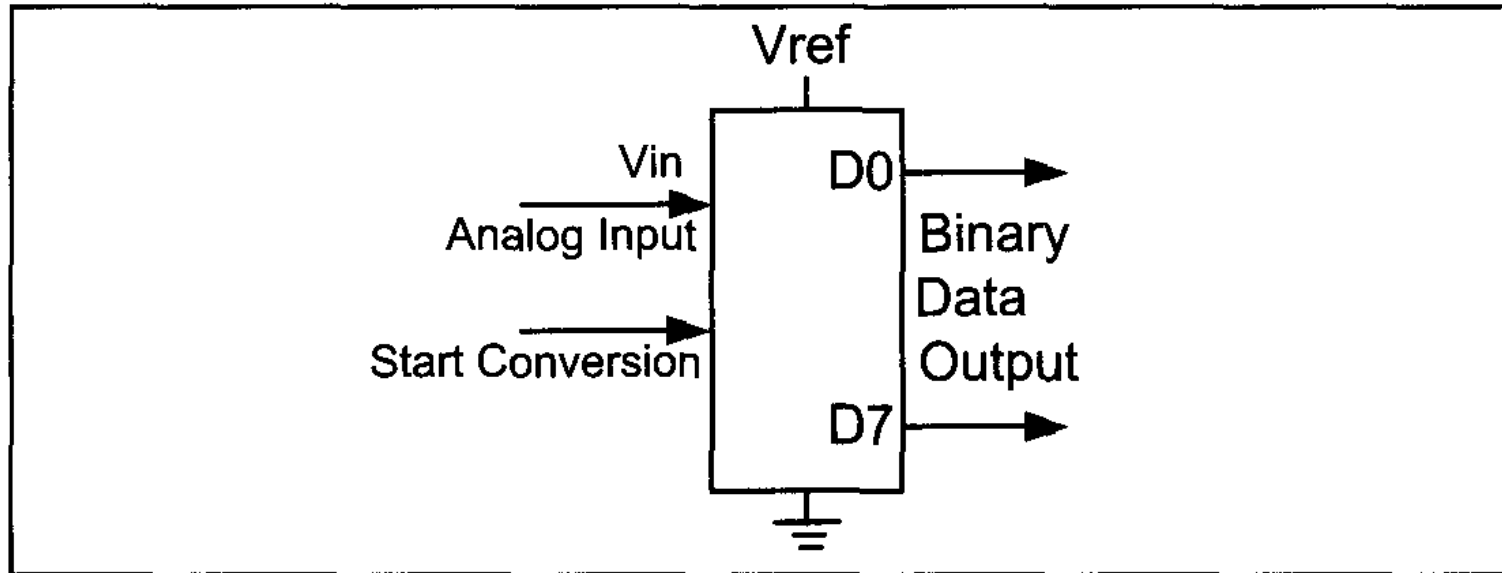 Vref
Vin
Analog Input
Start Conversion
D0
Binary
Data
Output
D7